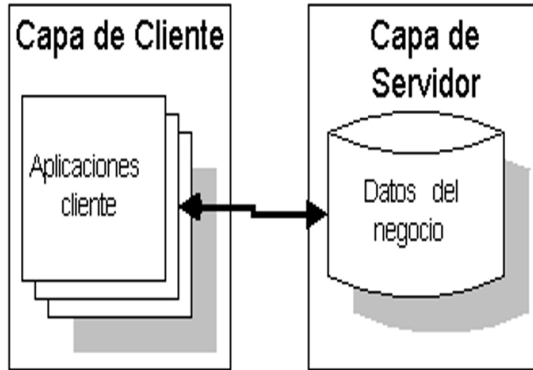 Capa de Cliente
Aplicaciones
cliente
Capa de
Servidor
Datos del
negocio